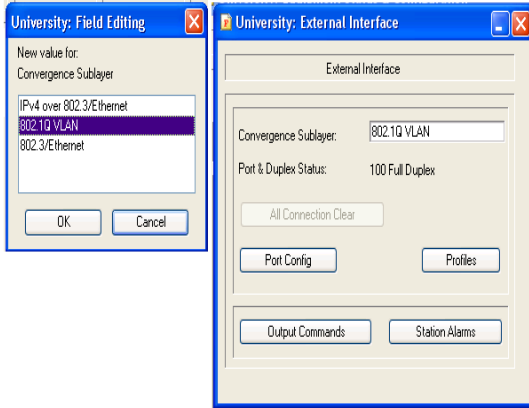 University: Field Editing
New value for:
Convergence Sublayer
IPv4 over 802.3/Ethernet
802.1Q VLAN
802.3/Ethernet
OK
Cancel
University: External Interface
External Interface
Convergence Sublayer:
802.1Q VLAN
Port & Duplex Status:
100 Full Duplex
All Connection Clear
Port Config
Profiles
Output Commands
Station Alarms